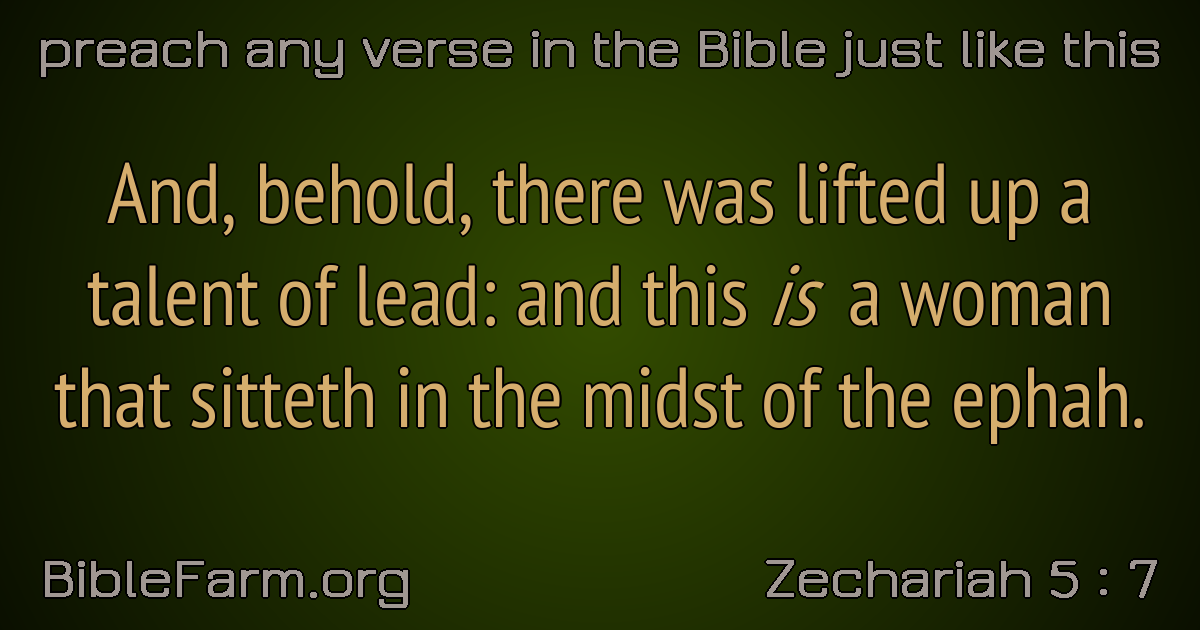 preach any verse in the Bible just like this
And, behold, there was lifted up a
talent of lead: and this is a woman
that sitteth in the midst of the ephah.
BibleFarm.org
Zechariah 5 : 7